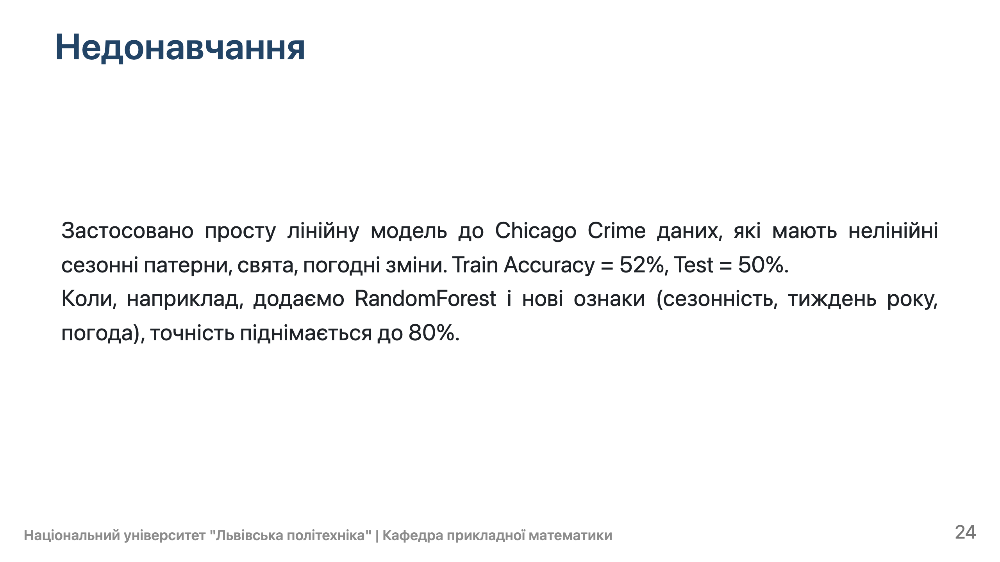 Недонавчання
Застосовано просту лінійну модель до Chicago Crime даних, які мають нелінійні
сезонні патерни, свята, погодні зміни. Train Accuracy = 52%, Test = 50%.
Коли, наприклад, додаємо RandomForest і нові ознаки (сезонність, тиждень року,
погода), точність піднімається до 80%.
Національний університет "Львівська політехніка" | Кафедра прикладної математики
24